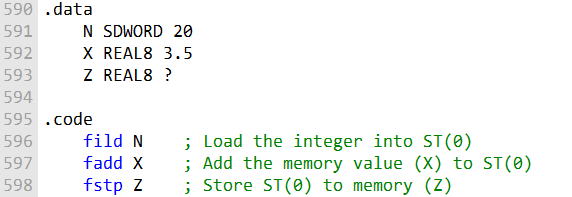 590 .data
591     N SDWORD 20
592     X REAL8 3.5
593     Z REAL8 ?
594
595 .code
596     fild N    ; Load the integer into ST(0)
597     fadd X    ; Add the memory value (X) to ST(0)
598     fstp Z    ; Store ST(0) to memory (Z)